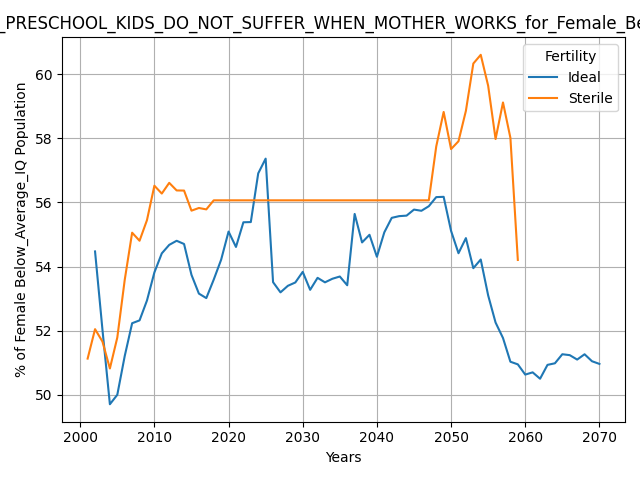 _PRESCHOOL_KIDS_DO_NOT_SUFFER_WHEN_MOTHER_WORKS_for_Female_Be
Fertility
Ideal
Sterile
% of Female Below_Average_IQ Population
60
58
56
54
52
50
2000 2010 2020 2030 2040 2050 2060 2070
Years